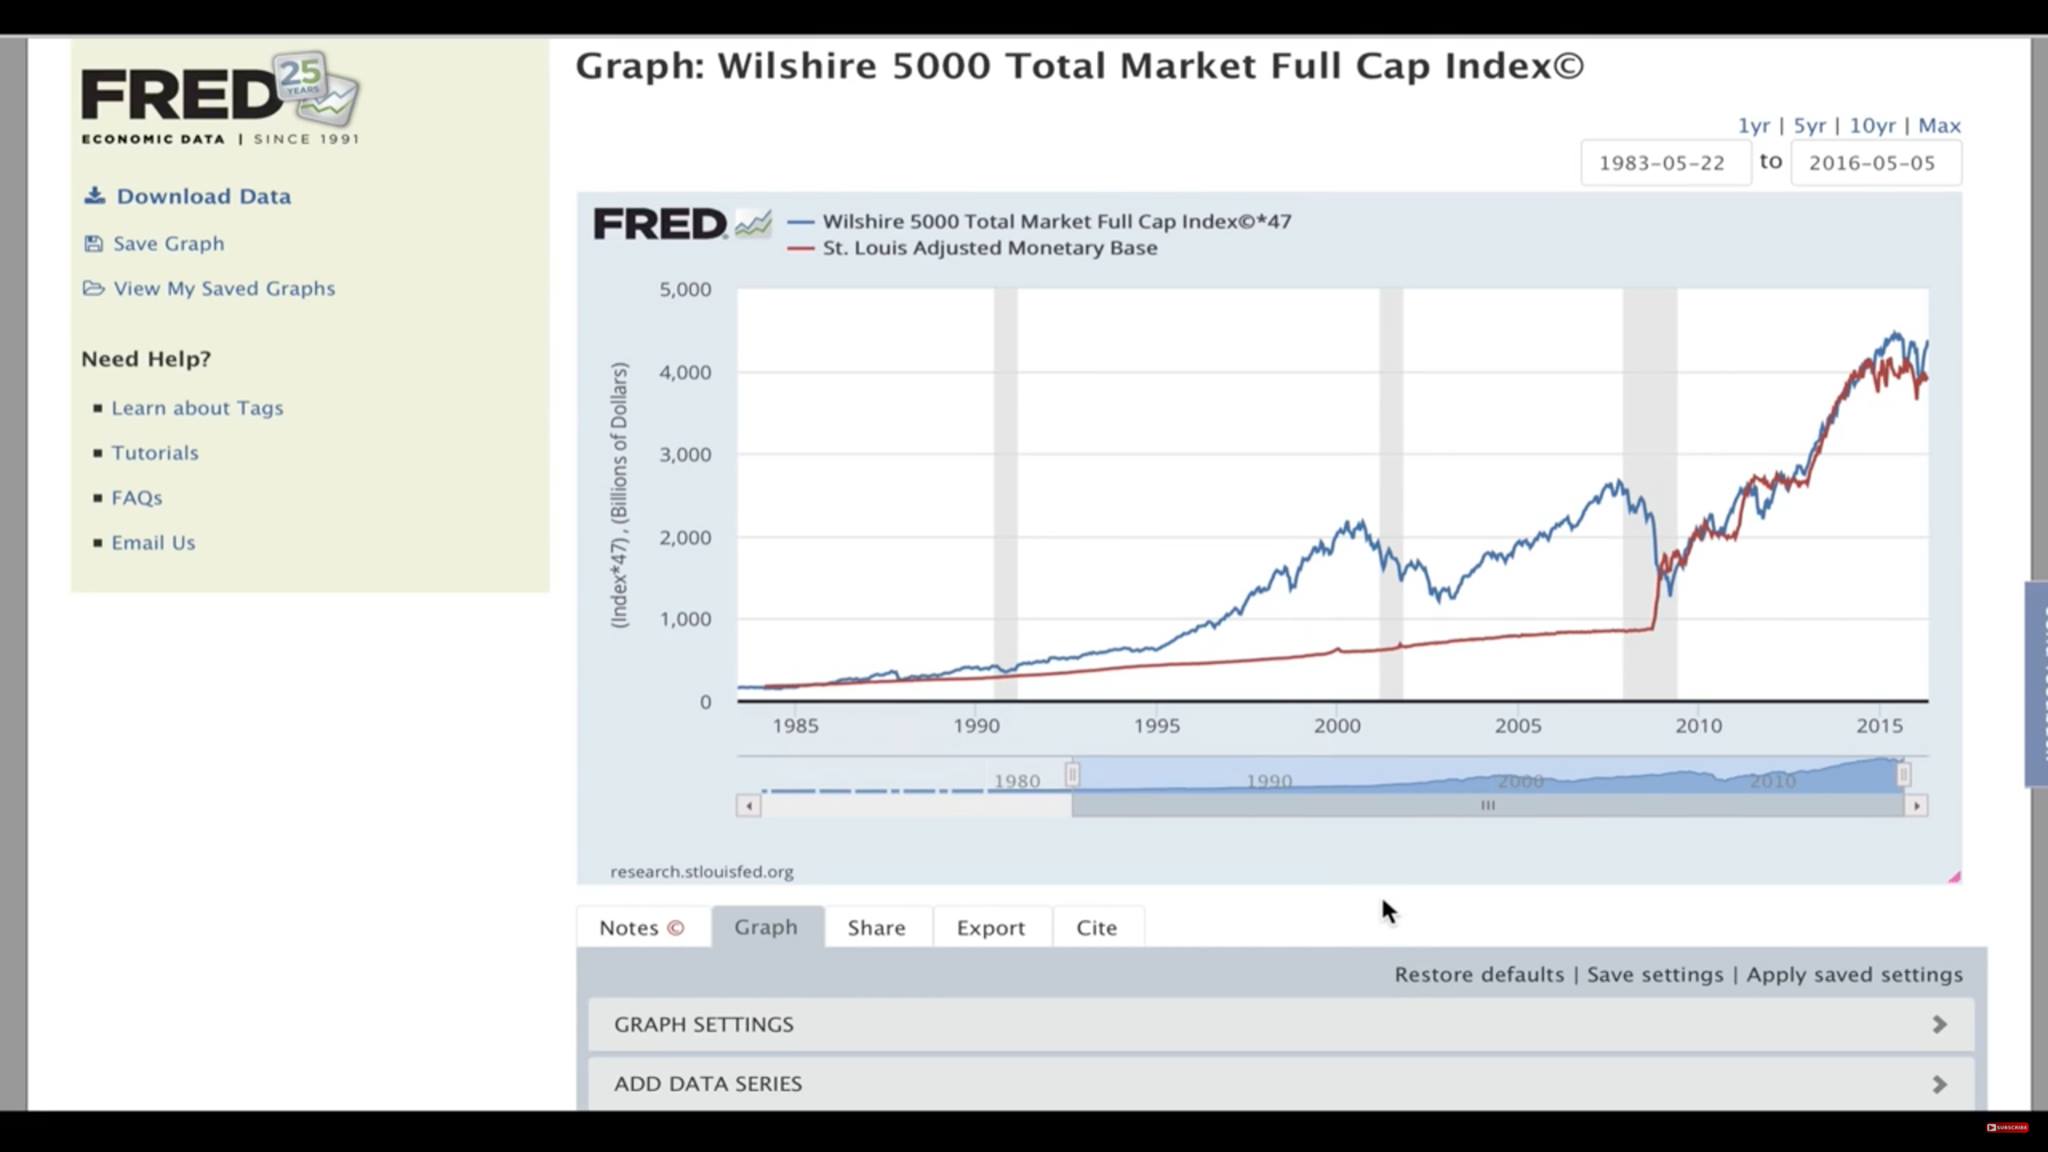 FRED 25 YEARS
ECONOMIC DATA | SINCE 1991
Download Data
Save Graph
View My Saved Graphs
Need Help?
Learn about Tags
Tutorials
FAQs
Email Us
Graph: Wilshire 5000 Total Market Full Cap Index©
1yr | 5yr | 10yr | Max
1983-05-22 to 2016-05-05
FRED
Wilshire 5000 Total Market Full Cap Index©*47
St. Louis Adjusted Monetary Base
(Index*47) , (Billions of Dollars)
5,000
4,000
3,000
2,000
1,000
0
1985 1990 1995 2000 2005 2010 2015
1980 1990 2000 2010
research.stlouisfed.org
Notes © Graph Share Export Cite
Restore defaults | Save settings | Apply saved settings
GRAPH SETTINGS
ADD DATA SERIES
SUBSCRIBE